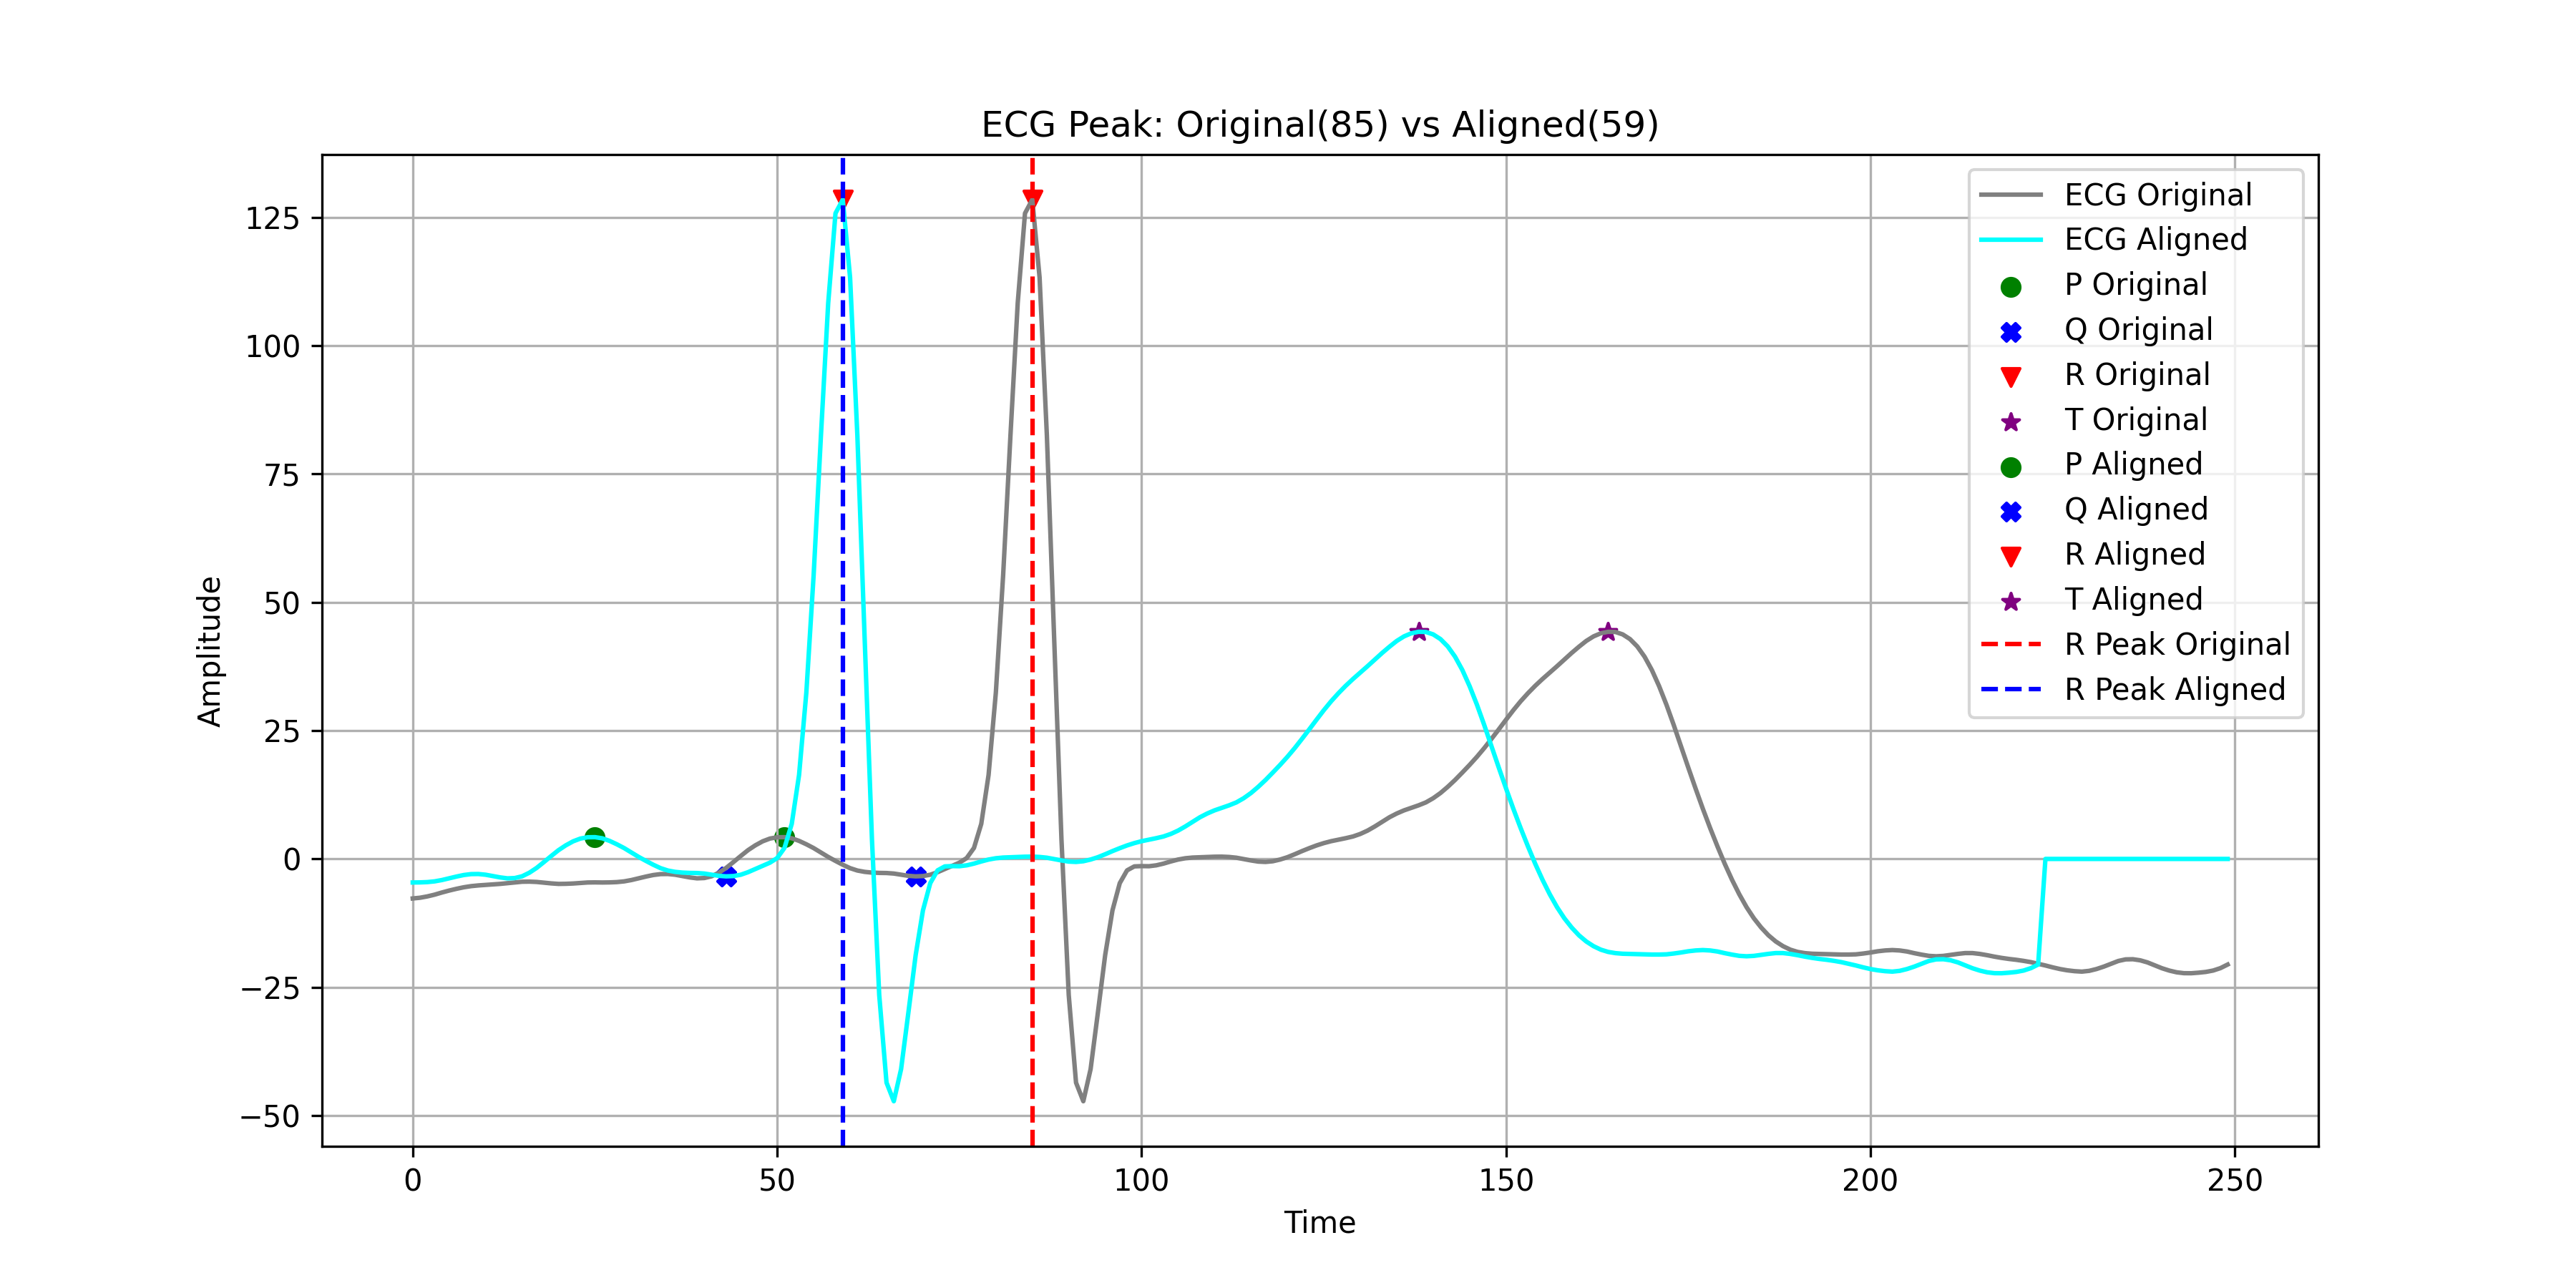 ECG Peak: Original(85) vs Aligned(59)
125
100
75
50
25
0
−25
−50
Amplitude
0 50 100 150 200 250
Time
ECG Original
ECG Aligned
P Original
Q Original
R Original
T Original
P Aligned
Q Aligned
R Aligned
T Aligned
R Peak Original
R Peak Aligned